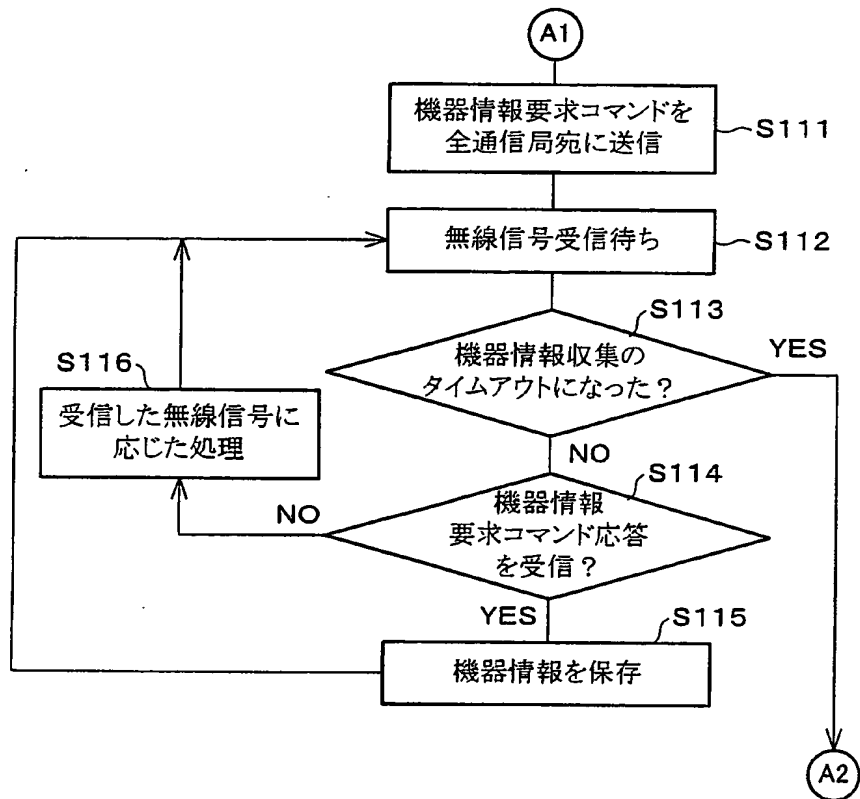 A1
機器情報要求コマンドを
全通信局宛に送信
S111
無線信号受信待ち
S112
S113
機器情報収集の
タイムアウトになった？
YES
S116
受信した無線信号に
応じた処理
NO
S114
機器情報
要求コマンド応答
を受信？
NO
YES
S115
機器情報を保存
A2